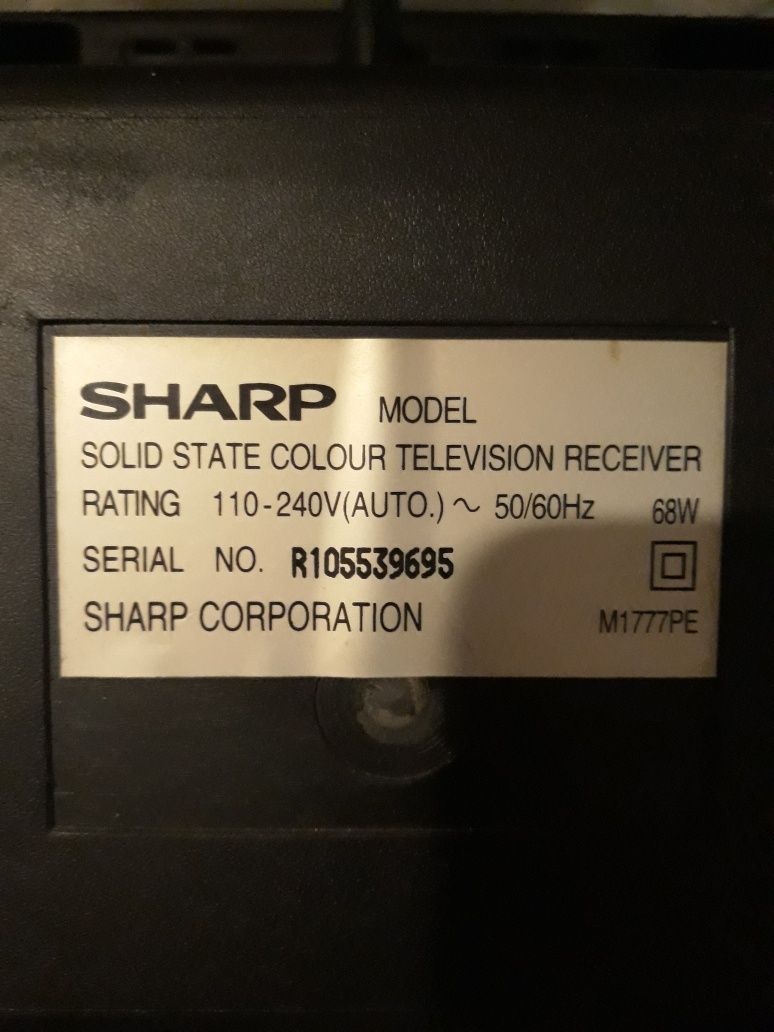 SHARP MODEL
SOLID STATE COLOUR TELEVISION RECEIVER
RATING 110-240V(AUTO.) ~ 50/60Hz 68W
SERIAL NO. R105539695
SHARP CORPORATION M1777PE